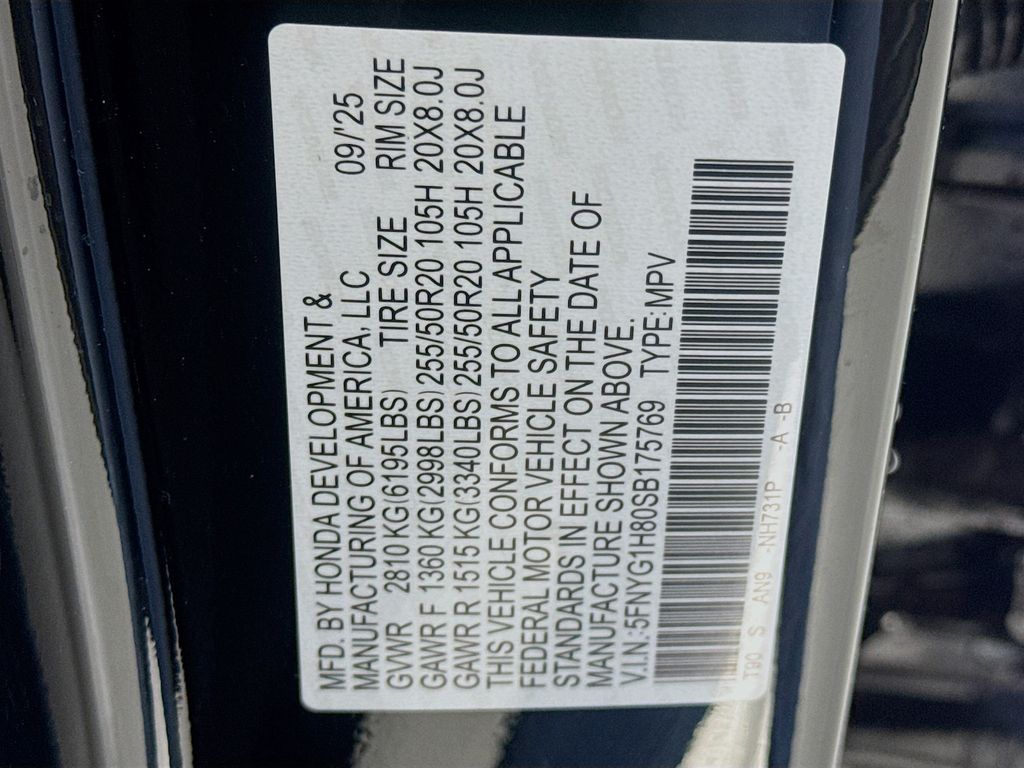 MFD. BY HONDA DEVELOPMENT &
MANUFACTURING OF AMERICA, LLC 09/'25
GVWR 2810 KG(6195LBS) TIRE SIZE RIM SIZE
GAWR F 1360 KG(2998LBS) 255/50R20 105H 20X8.0J
GAWR R 1515 KG(3340LBS) 255/50R20 105H 20X8.0J
THIS VEHICLE CONFORMS TO ALL APPLICABLE
FEDERAL MOTOR VEHICLE SAFETY
STANDARDS IN EFFECT ON THE DATE OF
MANUFACTURE SHOWN ABOVE.
V.I.N.:5FNYG1H80SB175769 TYPE:MPV
T90 S AN9 -NH731P -A -B